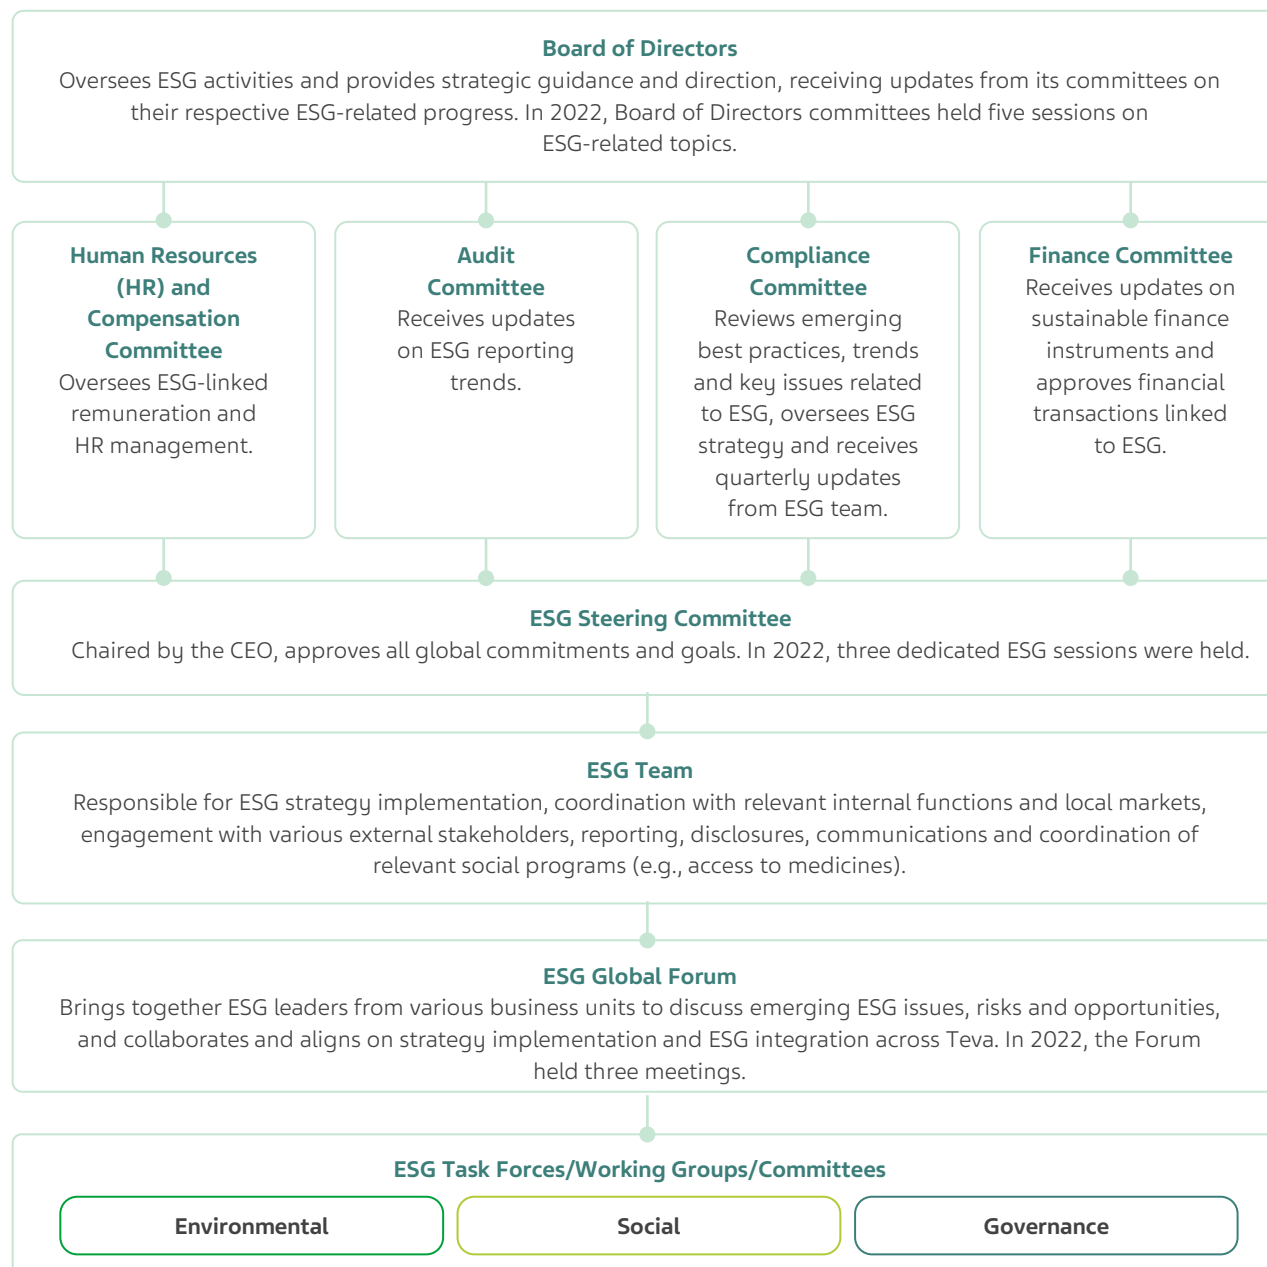 Board of Directors
Oversees ESG activities and provides strategic guidance and direction, receiving updates from its committees on
their respective ESG-related progress. In 2022, Board of Directors committees held five sessions on
ESG-related topics.
Human Resources
(HR) and
Compensation
Committee
Oversees ESG-linked
remuneration and
HR management.
Audit
Committee
Receives updates
on ESG reporting
trends.
Compliance
Committee
Reviews emerging
best practices, trends
and key issues related
to ESG, oversees ESG
strategy and receives
quarterly updates
from ESG team.
Finance Committee
Receives updates on
sustainable finance
instruments and
approves financial
transactions linked
to ESG.
ESG Steering Committee
Chaired by the CEO, approves all global commitments and goals. In 2022, three dedicated ESG sessions were held.
ESG Team
Responsible for ESG strategy implementation, coordination with relevant internal functions and local markets,
engagement with various external stakeholders, reporting, disclosures, communications and coordination of
relevant social programs (e.g., access to medicines).
ESG Global Forum
Brings together ESG leaders from various business units to discuss emerging ESG issues, risks and opportunities,
and collaborates and aligns on strategy implementation and ESG integration across Teva. In 2022, the Forum
held three meetings.
ESG Task Forces/Working Groups/Committees
Environmental
Social
Governance